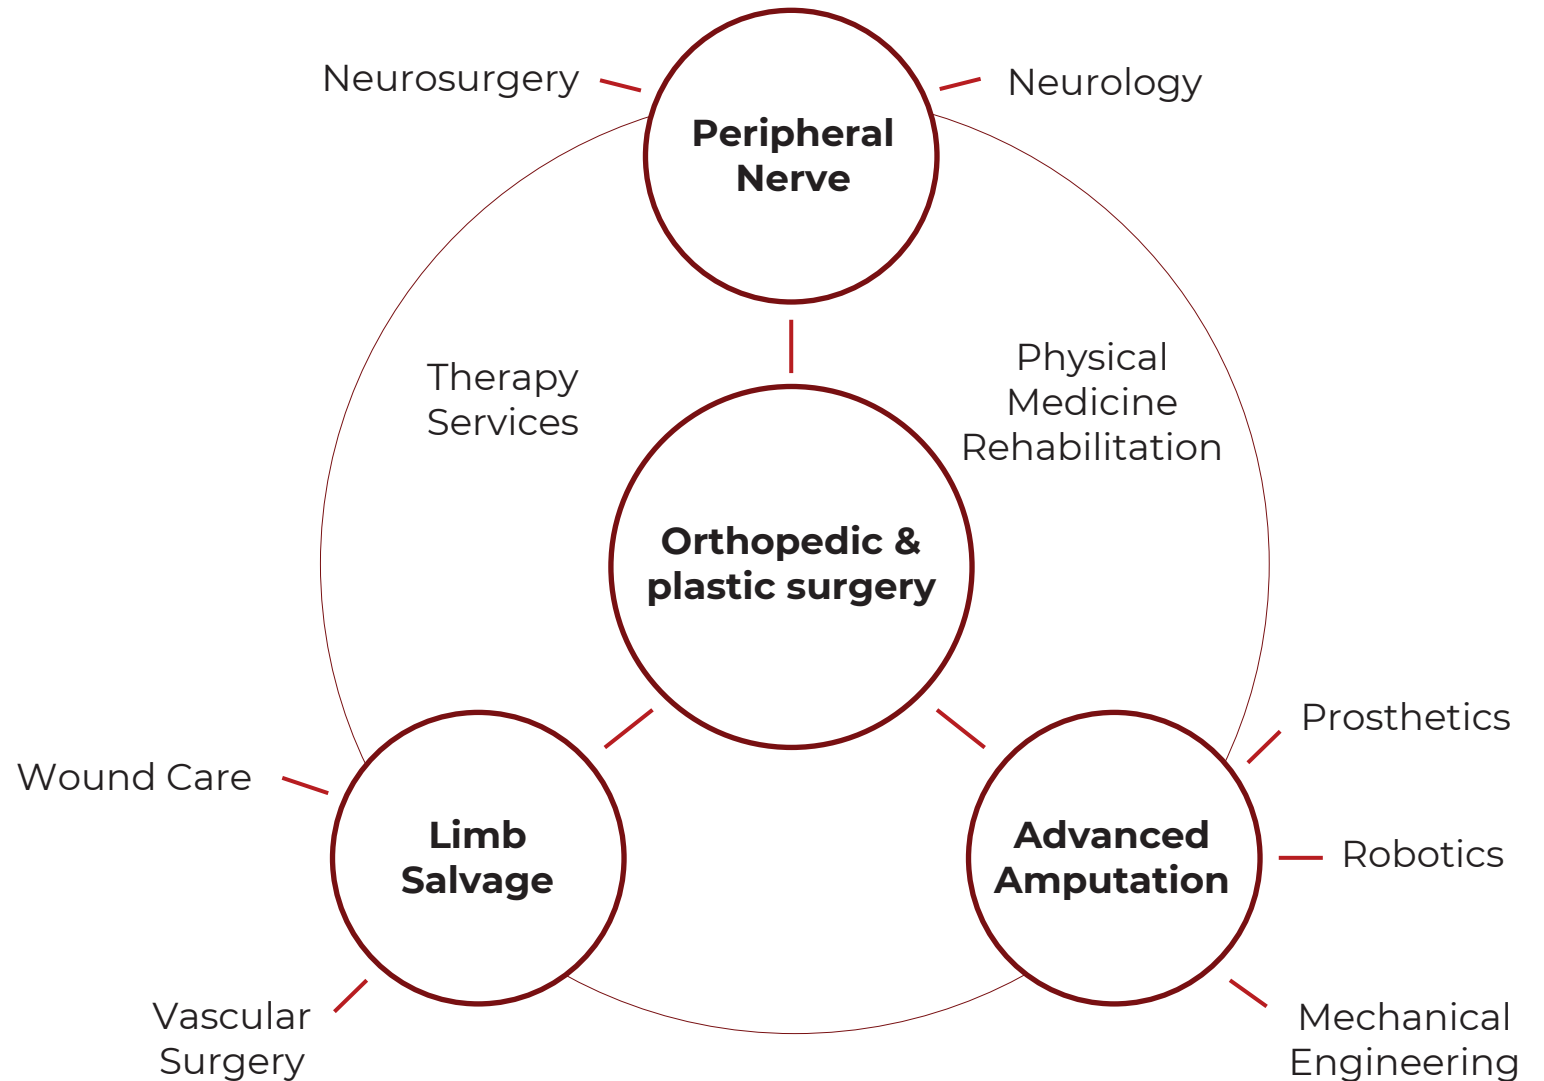 Neurosurgery
Neurology
Peripheral
Nerve
Therapy
Services
Physical
Medicine
Rehabilitation
Orthopedic &
plastic surgery
Wound Care
Limb
Salvage
Vascular
Surgery
Advanced
Amputation
Prosthetics
Robotics
Mechanical
Engineering